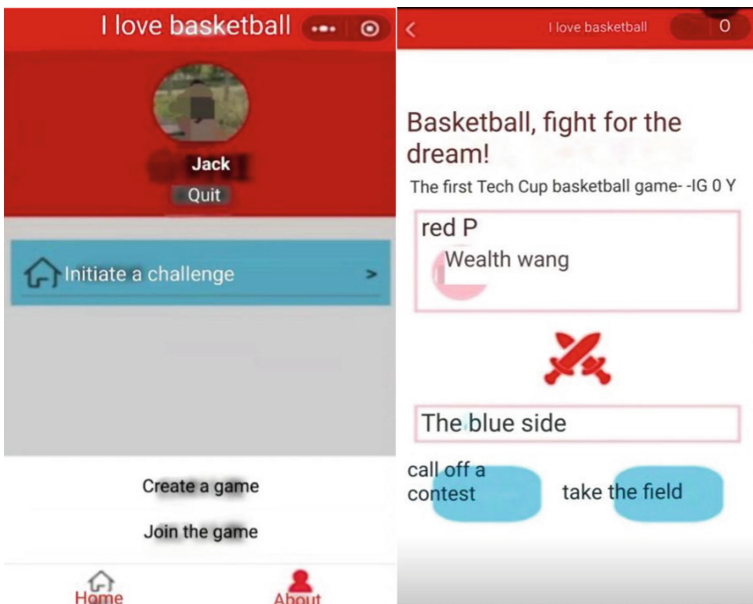 I love basketball
Jack
Quit
Initiate a challenge >
Create a game
Join the game
Home
About
< I love basketball O
Basketball, fight for the
dream!
The first Tech Cup basketball game- -IG 0 Y
red P
Wealth wang
The blue side
call off a
contest
take the field